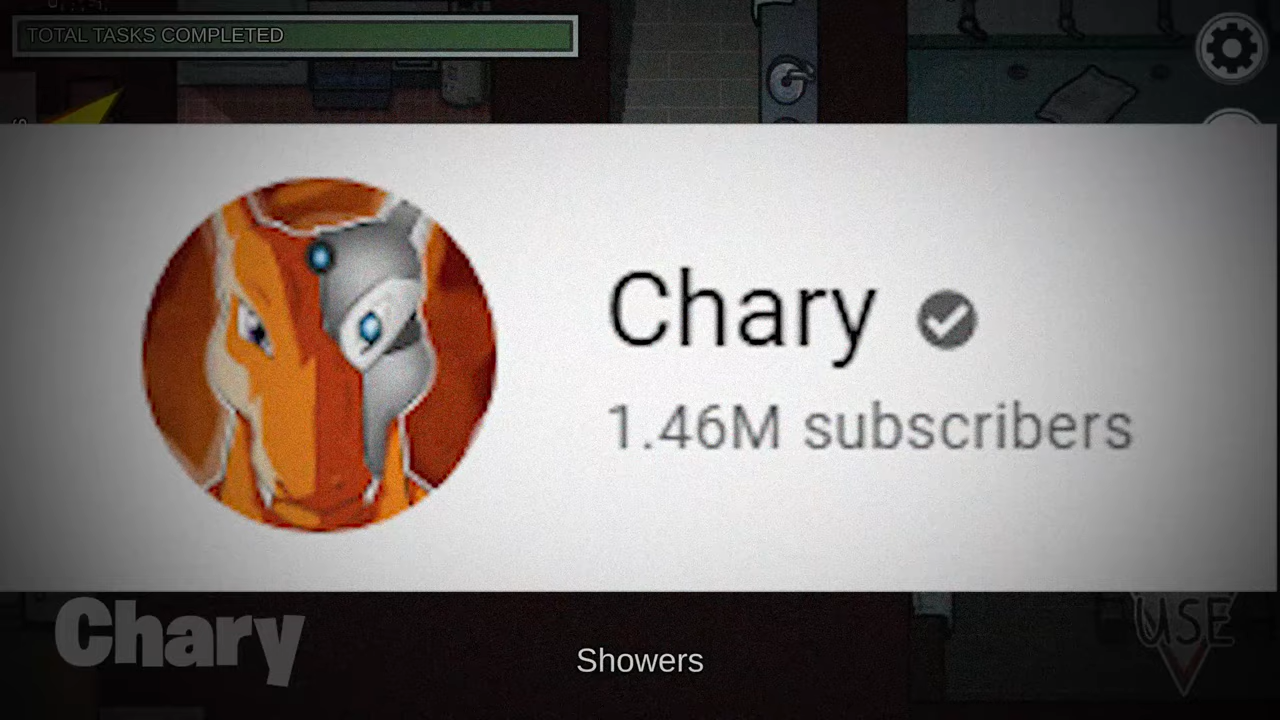 TOTAL TASKS COMPLETED
Chary
1.46M subscribers
USE
Chary
Showers